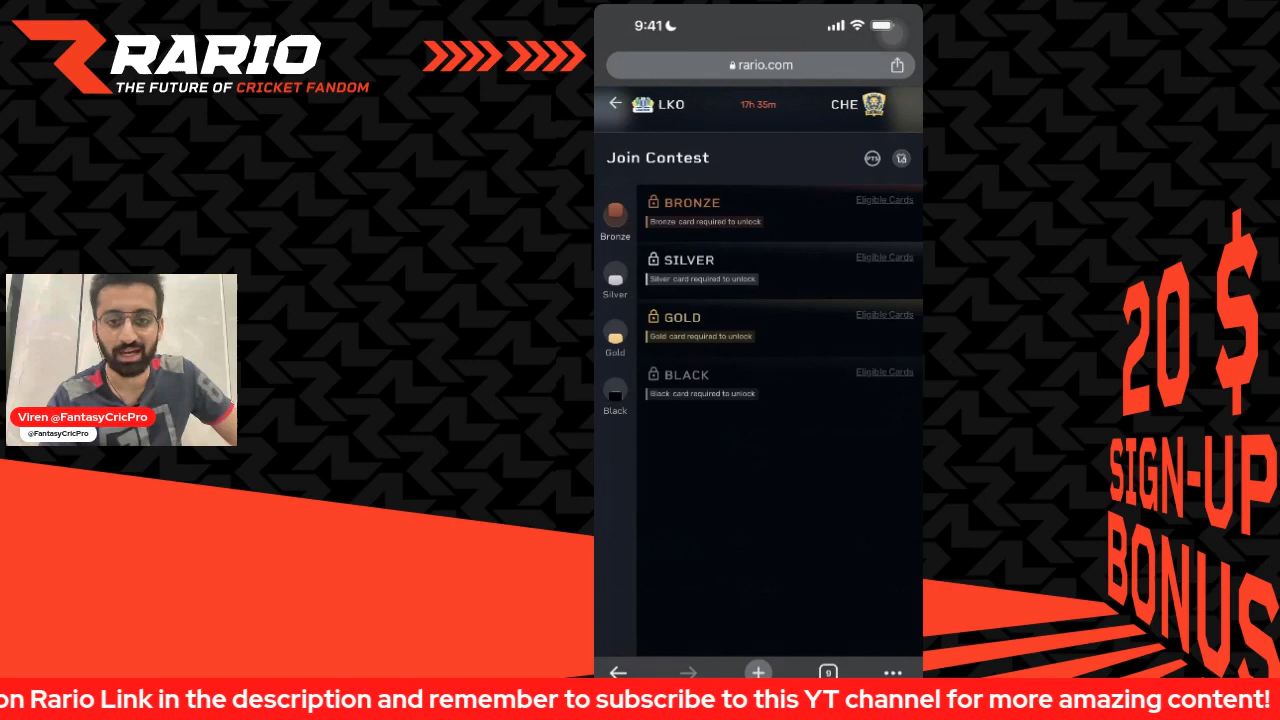 RARIO
THE FUTURE OF CRICKET FANDOM
9:41
rario.com
LKO
17h 35m
CHE
Join Contest
PTS
Bronze
BRONZE
Eligible Cards
Bronze card required to unlock
Silver
SILVER
Eligible Cards
Silver card required to unlock
Gold
GOLD
Eligible Cards
Gold card required to unlock
Black
BLACK
Eligible Cards
Black card required to unlock
9
Viren @FantasyCricPro
@FantasyCricPro
20 $
SIGN-UP
BONUS
on Rario Link in the description and remember to subscribe to this YT channel for more amazing content!